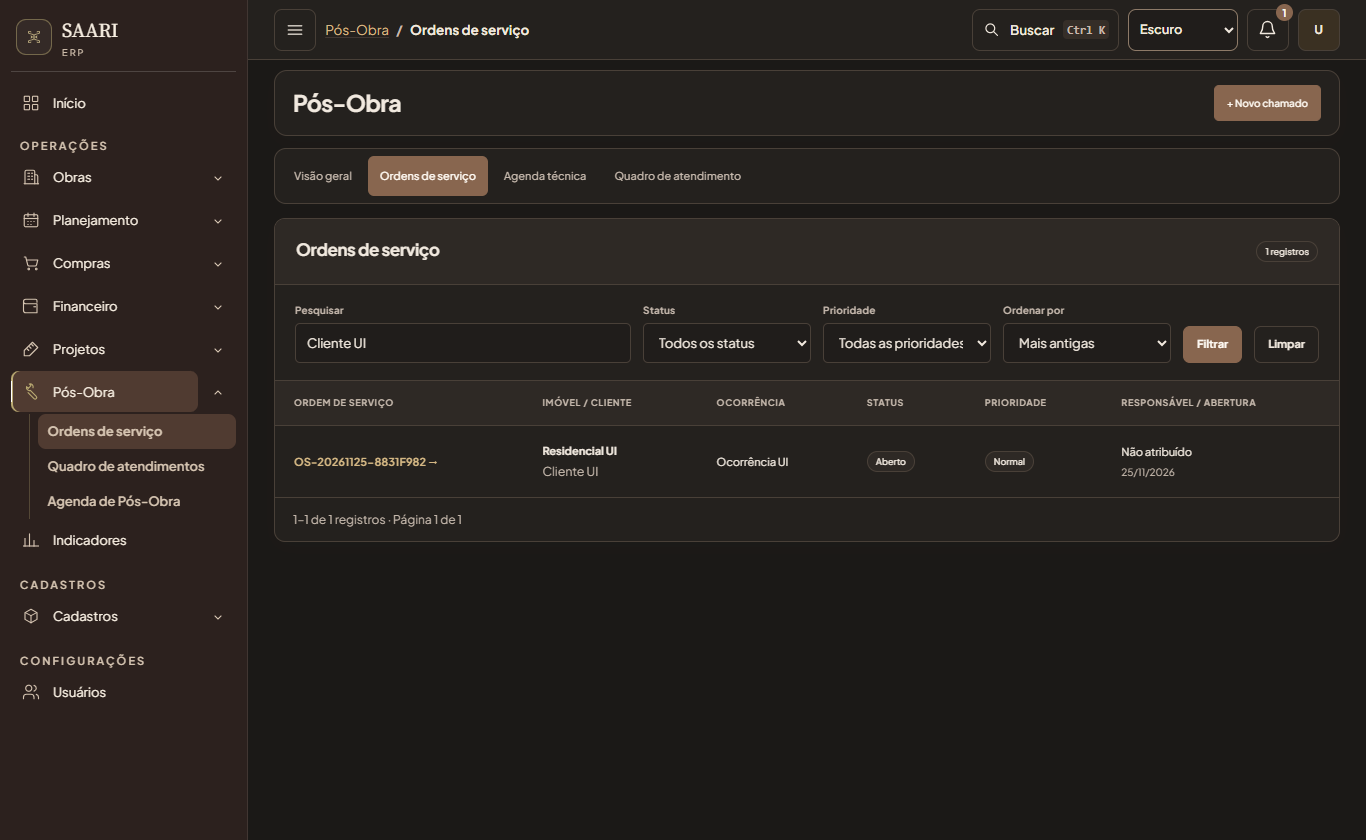 SAARI
ERP
Início
OPERAÇÕES
Obras
Planejamento
Compras
Financeiro
Projetos
Pós-Obra
Ordens de serviço
Quadro de atendimentos
Agenda de Pós-Obra
Indicadores
CADASTROS
Cadastros
CONFIGURAÇÕES
Usuários
Pós-Obra / Ordens de serviço
Buscar Ctrl K
Escuro
1
U
Pós-Obra
+ Novo chamado
Visão geral
Ordens de serviço
Agenda técnica
Quadro de atendimento
Ordens de serviço
1 registros
Pesquisar
Status
Prioridade
Ordenar por
Cliente UI
Todos os status
Todas as prioridades
Mais antigas
Filtrar
Limpar
ORDEM DE SERVIÇO
IMÓVEL / CLIENTE
OCORRÊNCIA
STATUS
PRIORIDADE
RESPONSÁVEL / ABERTURA
OS-20261125-8831F982 →
Residencial UI
Cliente UI
Ocorrência UI
Aberto
Normal
Não atribuído
25/11/2026
1–1 de 1 registros · Página 1 de 1